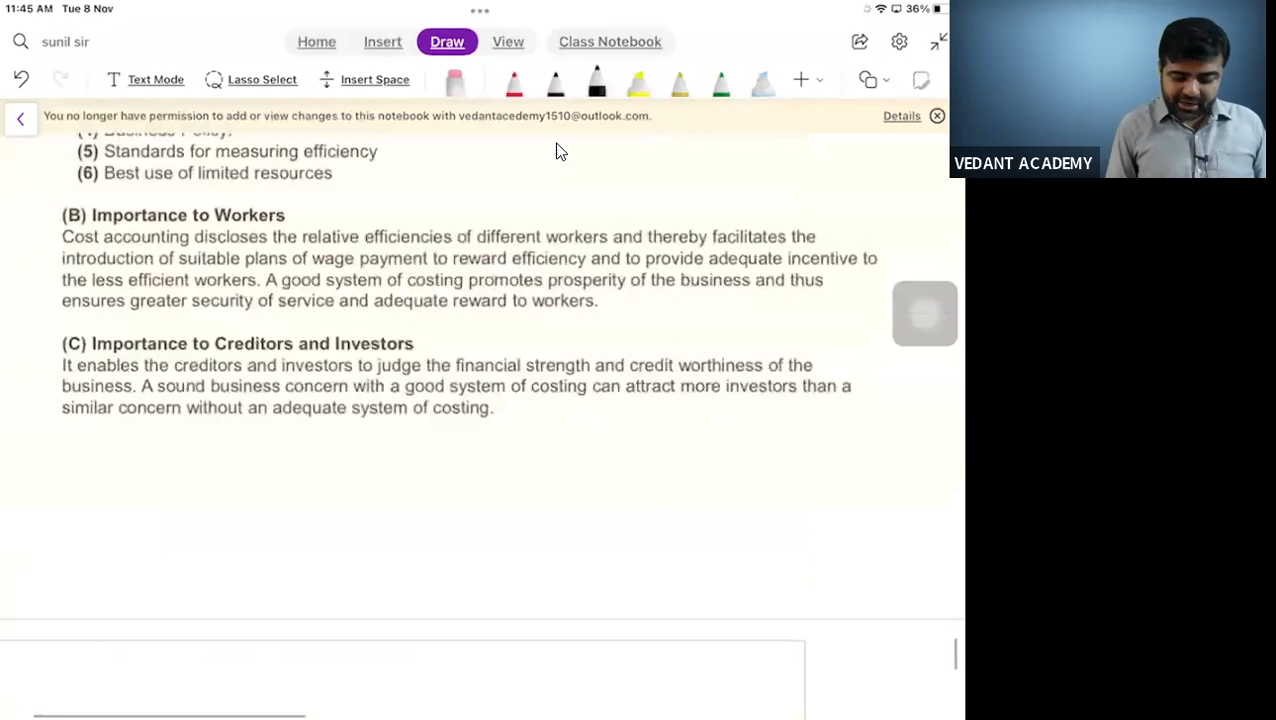 11:45 AM Tue 8 Nov
36%
sunil sir
Home Insert Draw View Class Notebook
Text Mode Lasso Select Insert Space
You no longer have permission to add or view changes to this notebook with vedantacedemy1510@outlook.com. Details
VEDANT ACADEMY
(5) Standards for measuring efficiency
(6) Best use of limited resources
(B) Importance to Workers
Cost accounting discloses the relative efficiencies of different workers and thereby facilitates the
introduction of suitable plans of wage payment to reward efficiency and to provide adequate incentive to
the less efficient workers. A good system of costing promotes prosperity of the business and thus
ensures greater security of service and adequate reward to workers.
(C) Importance to Creditors and Investors
It enables the creditors and investors to judge the financial strength and credit worthiness of the
business. A sound business concern with a good system of costing can attract more investors than a
similar concern without an adequate system of costing.